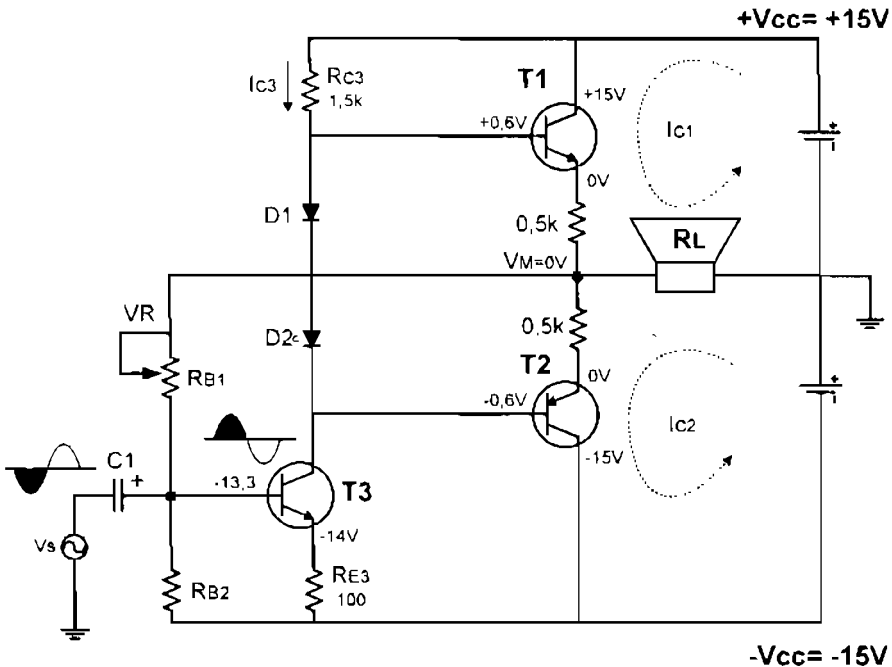 +Vcc= +15V
Ic3
Rc3
1,5k
T1
+15V
+0,6V
Ic1
0V
D1
0,5k
RL
VM=0V
VR
D2
0,5k
T2
RB1
0V
-0,6V
Ic2
C1
+
-13,3
T3
-15V
Vs
-14V
RB2
RE3
100
-Vcc= -15V